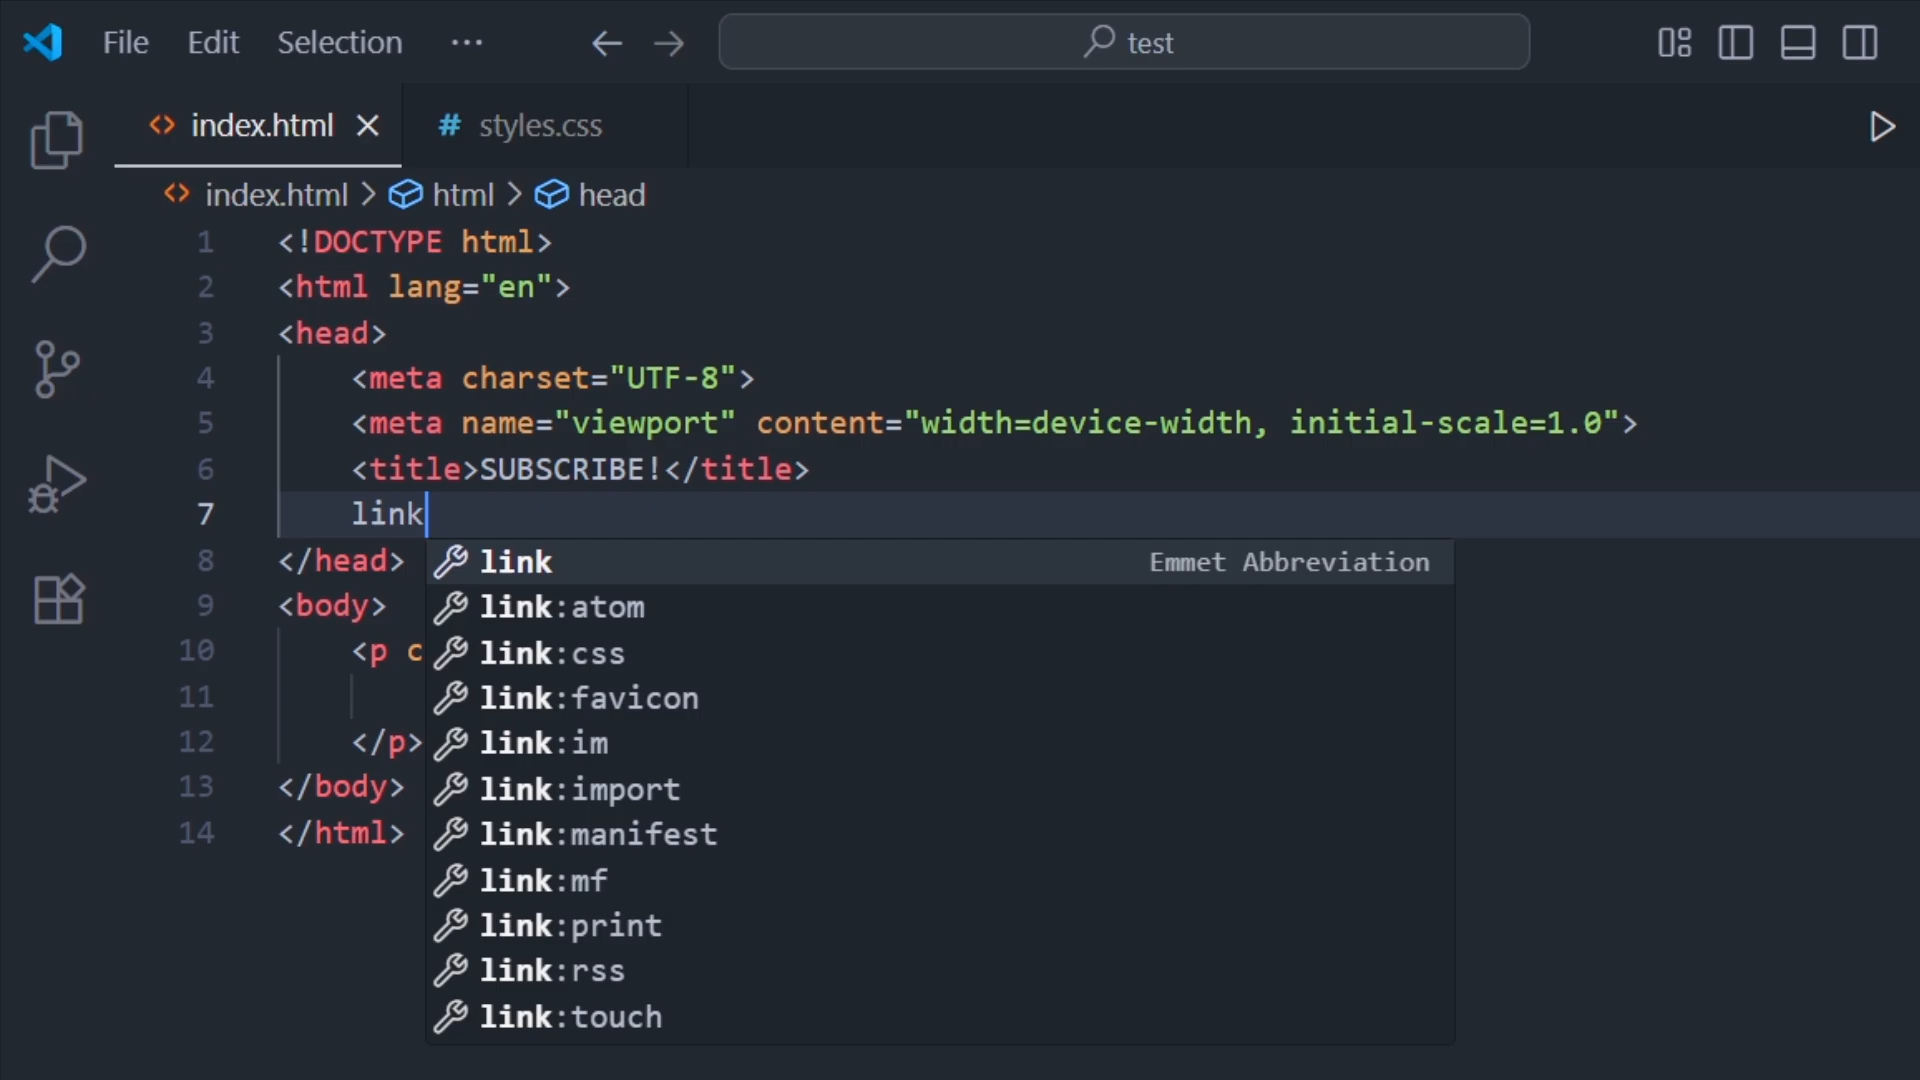 File Edit Selection ··· test
index.html styles.css
index.html > html > head
1 <!DOCTYPE html>
2 <html lang="en">
3 <head>
4 <meta charset="UTF-8">
5 <meta name="viewport" content="width=device-width, initial-scale=1.0">
6 <title>SUBSCRIBE!</title>
7 link
8 </head>
9 <body>
10 <p c
11
12 </p>
13 </body>
14 </html>
link Emmet Abbreviation
link:atom
link:css
link:favicon
link:im
link:import
link:manifest
link:mf
link:print
link:rss
link:touch